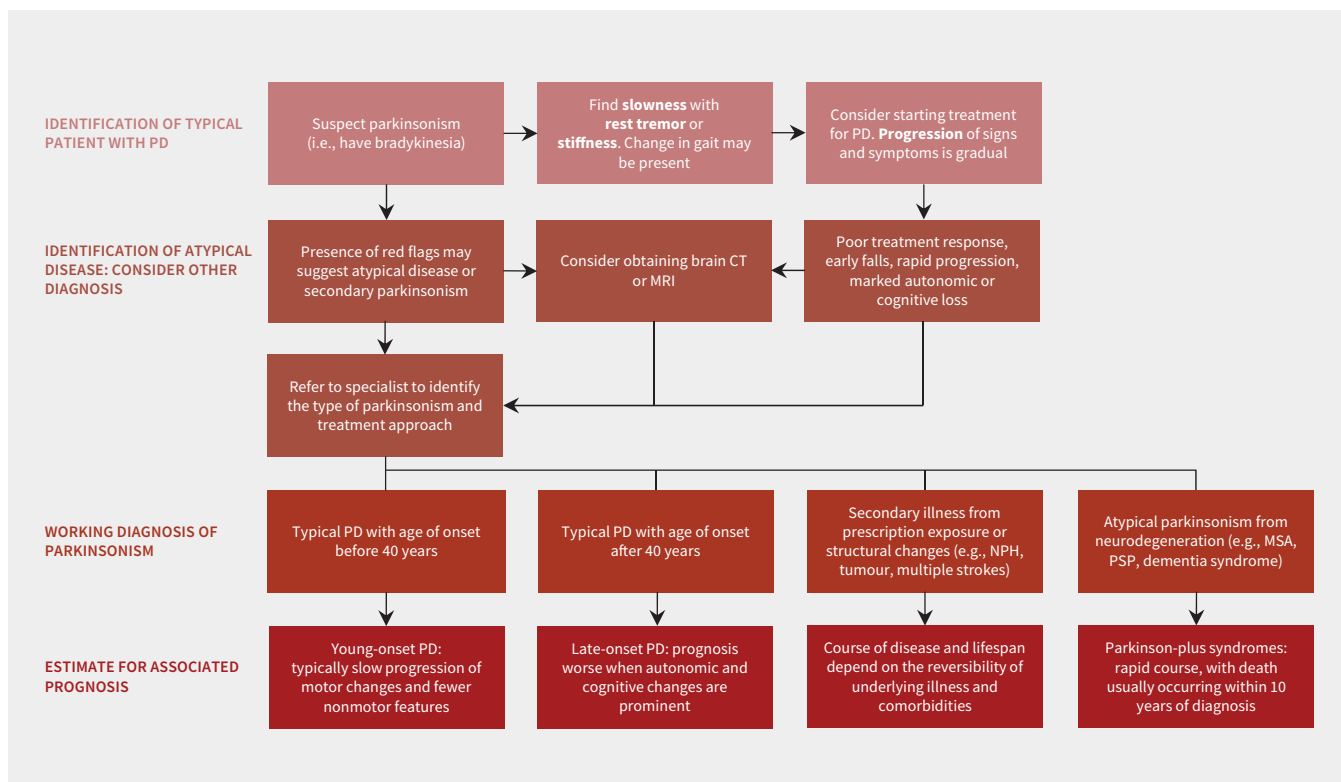 IDENTIFICATION OF TYPICAL
PATIENT WITH PD
Suspect parkinsonism
(i.e., have bradykinesia)
Find slowness with
rest tremor or
stiffness. Change in gait may
be present
Consider starting treatment
for PD. Progression of signs
and symptoms is gradual
IDENTIFICATION OF ATYPICAL
DISEASE: CONSIDER OTHER
DIAGNOSIS
Presence of red flags may
suggest atypical disease or
secondary parkinsonism
Consider obtaining brain CT
or MRI
Poor treatment response,
early falls, rapid progression,
marked autonomic or
cognitive loss
Refer to specialist to identify
the type of parkinsonism and
treatment approach
WORKING DIAGNOSIS OF
PARKINSONISM
Typical PD with age of onset
before 40 years
Typical PD with age of onset
after 40 years
Secondary illness from
prescription exposure or
structural changes (e.g., NPH,
tumour, multiple strokes)
Atypical parkinsonism from
neurodegeneration (e.g., MSA,
PSP, dementia syndrome)
ESTIMATE FOR ASSOCIATED
PROGNOSIS
Young-onset PD:
typically slow progression of
motor changes and fewer
nonmotor features
Late-onset PD: prognosis
worse when autonomic and
cognitive changes are
prominent
Course of disease and lifespan
depend on the reversibility of
underlying illness and
comorbidities
Parkinson-plus syndromes:
rapid course, with death
usually occurring within 10
years of diagnosis